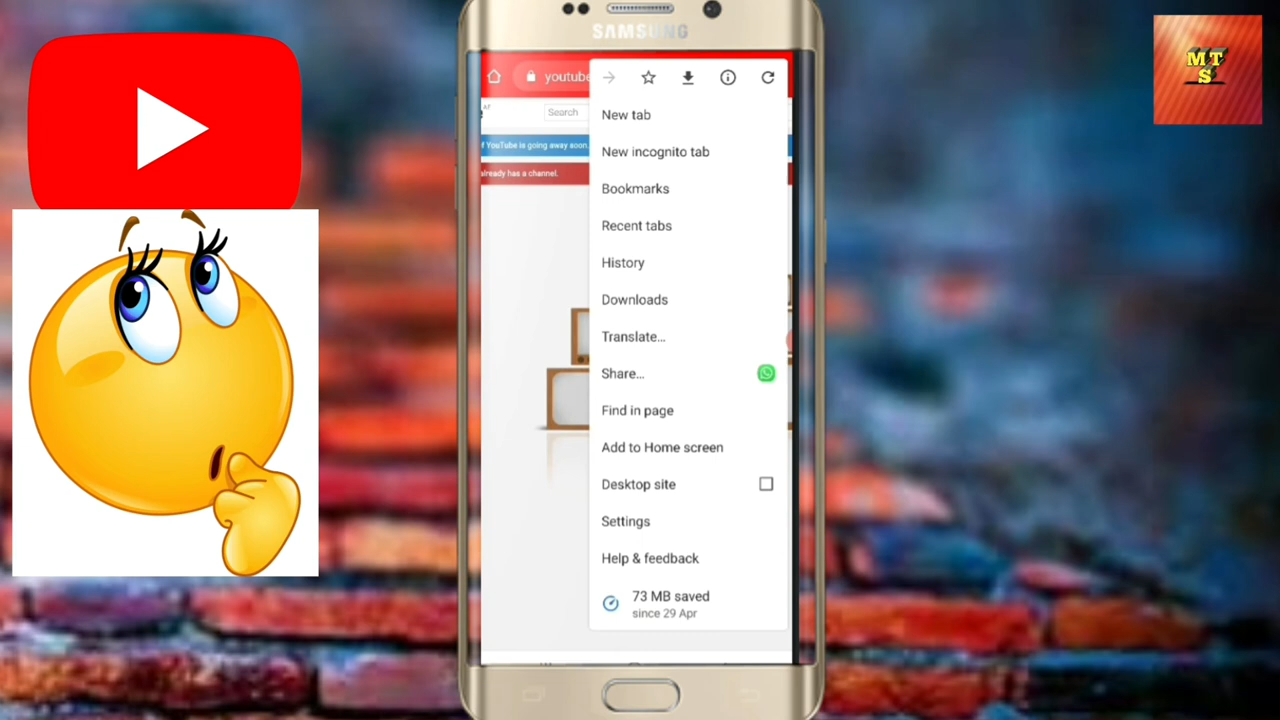 SAMSUNG
MT
S
youtube
AF
Search
f YouTube is going away soon.
already has a channel.
New tab
New incognito tab
Bookmarks
Recent tabs
History
Downloads
Translate...
Share...
Find in page
Add to Home screen
Desktop site
Settings
Help & feedback
73 MB saved
since 29 Apr